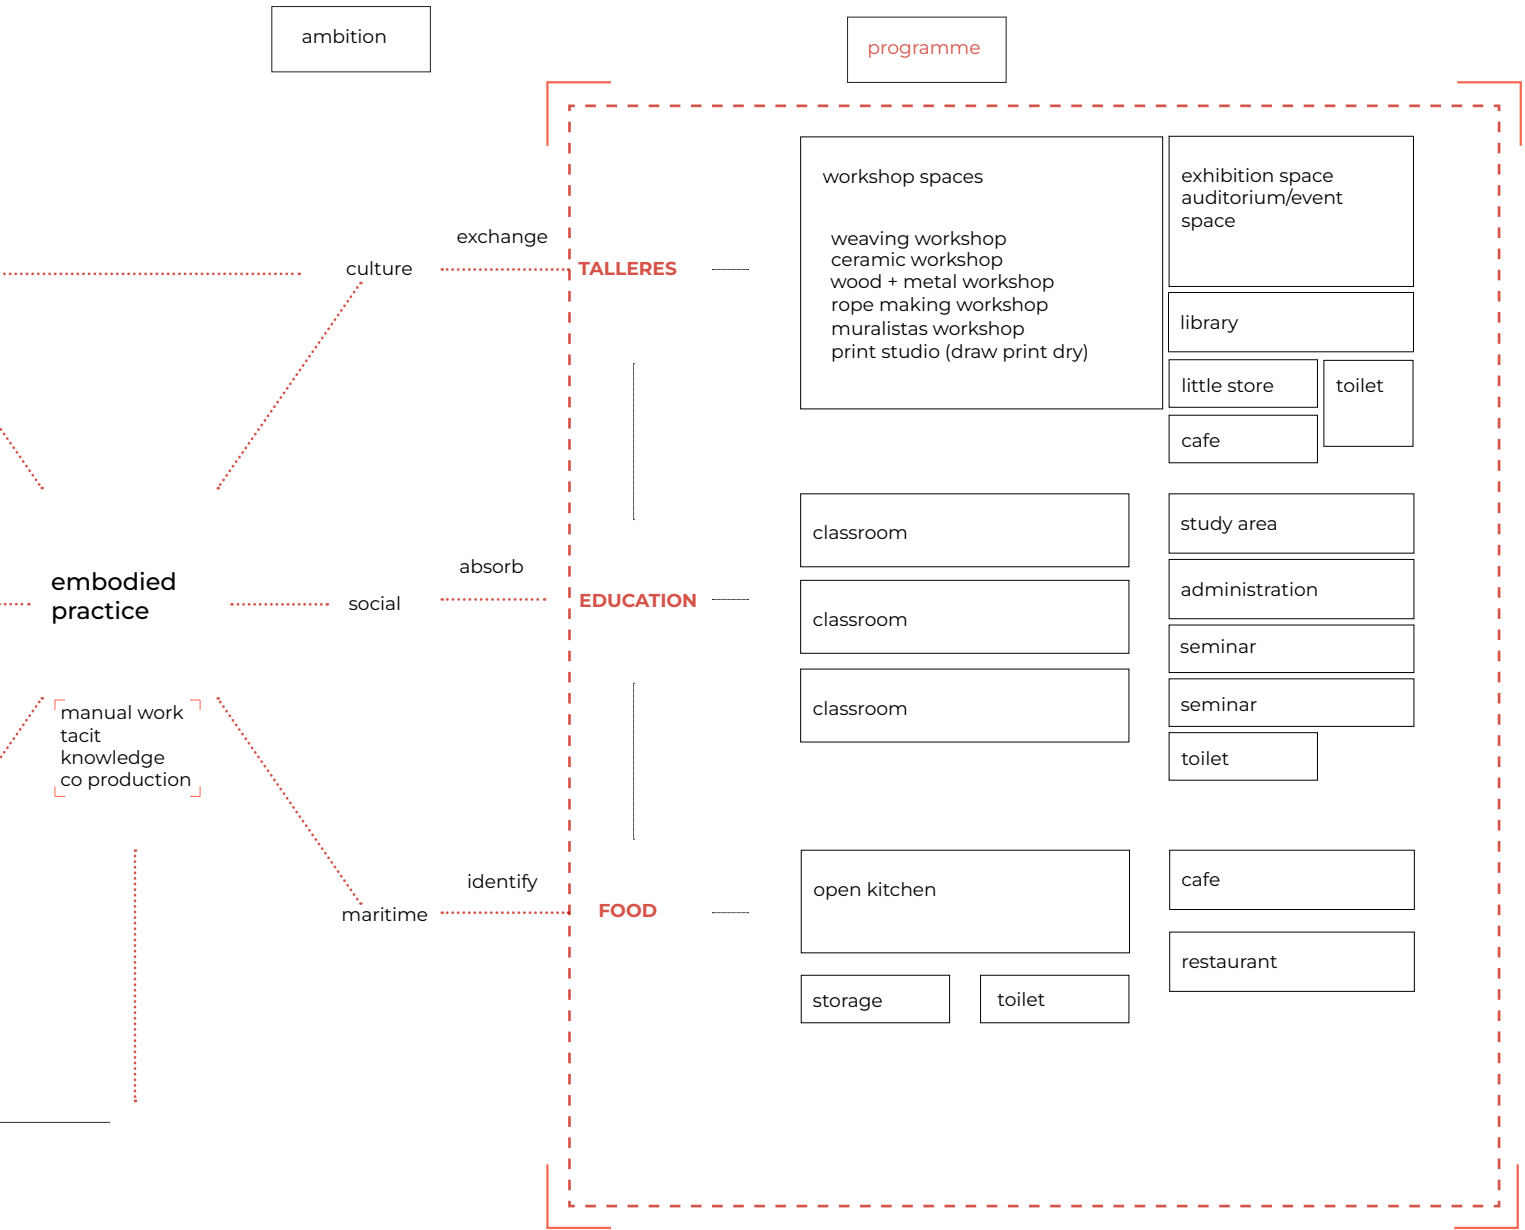 ambition
programme
embodied
practice
manual work
tacit
knowledge
co production
culture
exchange
social
absorb
maritime
identify
TALLERES
workshop spaces
weaving workshop
ceramic workshop
wood + metal workshop
rope making workshop
muralistas workshop
print studio (draw print dry)
exhibition space
auditorium/event
space
library
little store
toilet
cafe
EDUCATION
classroom
classroom
classroom
study area
administration
seminar
seminar
toilet
FOOD
open kitchen
storage
toilet
cafe
restaurant